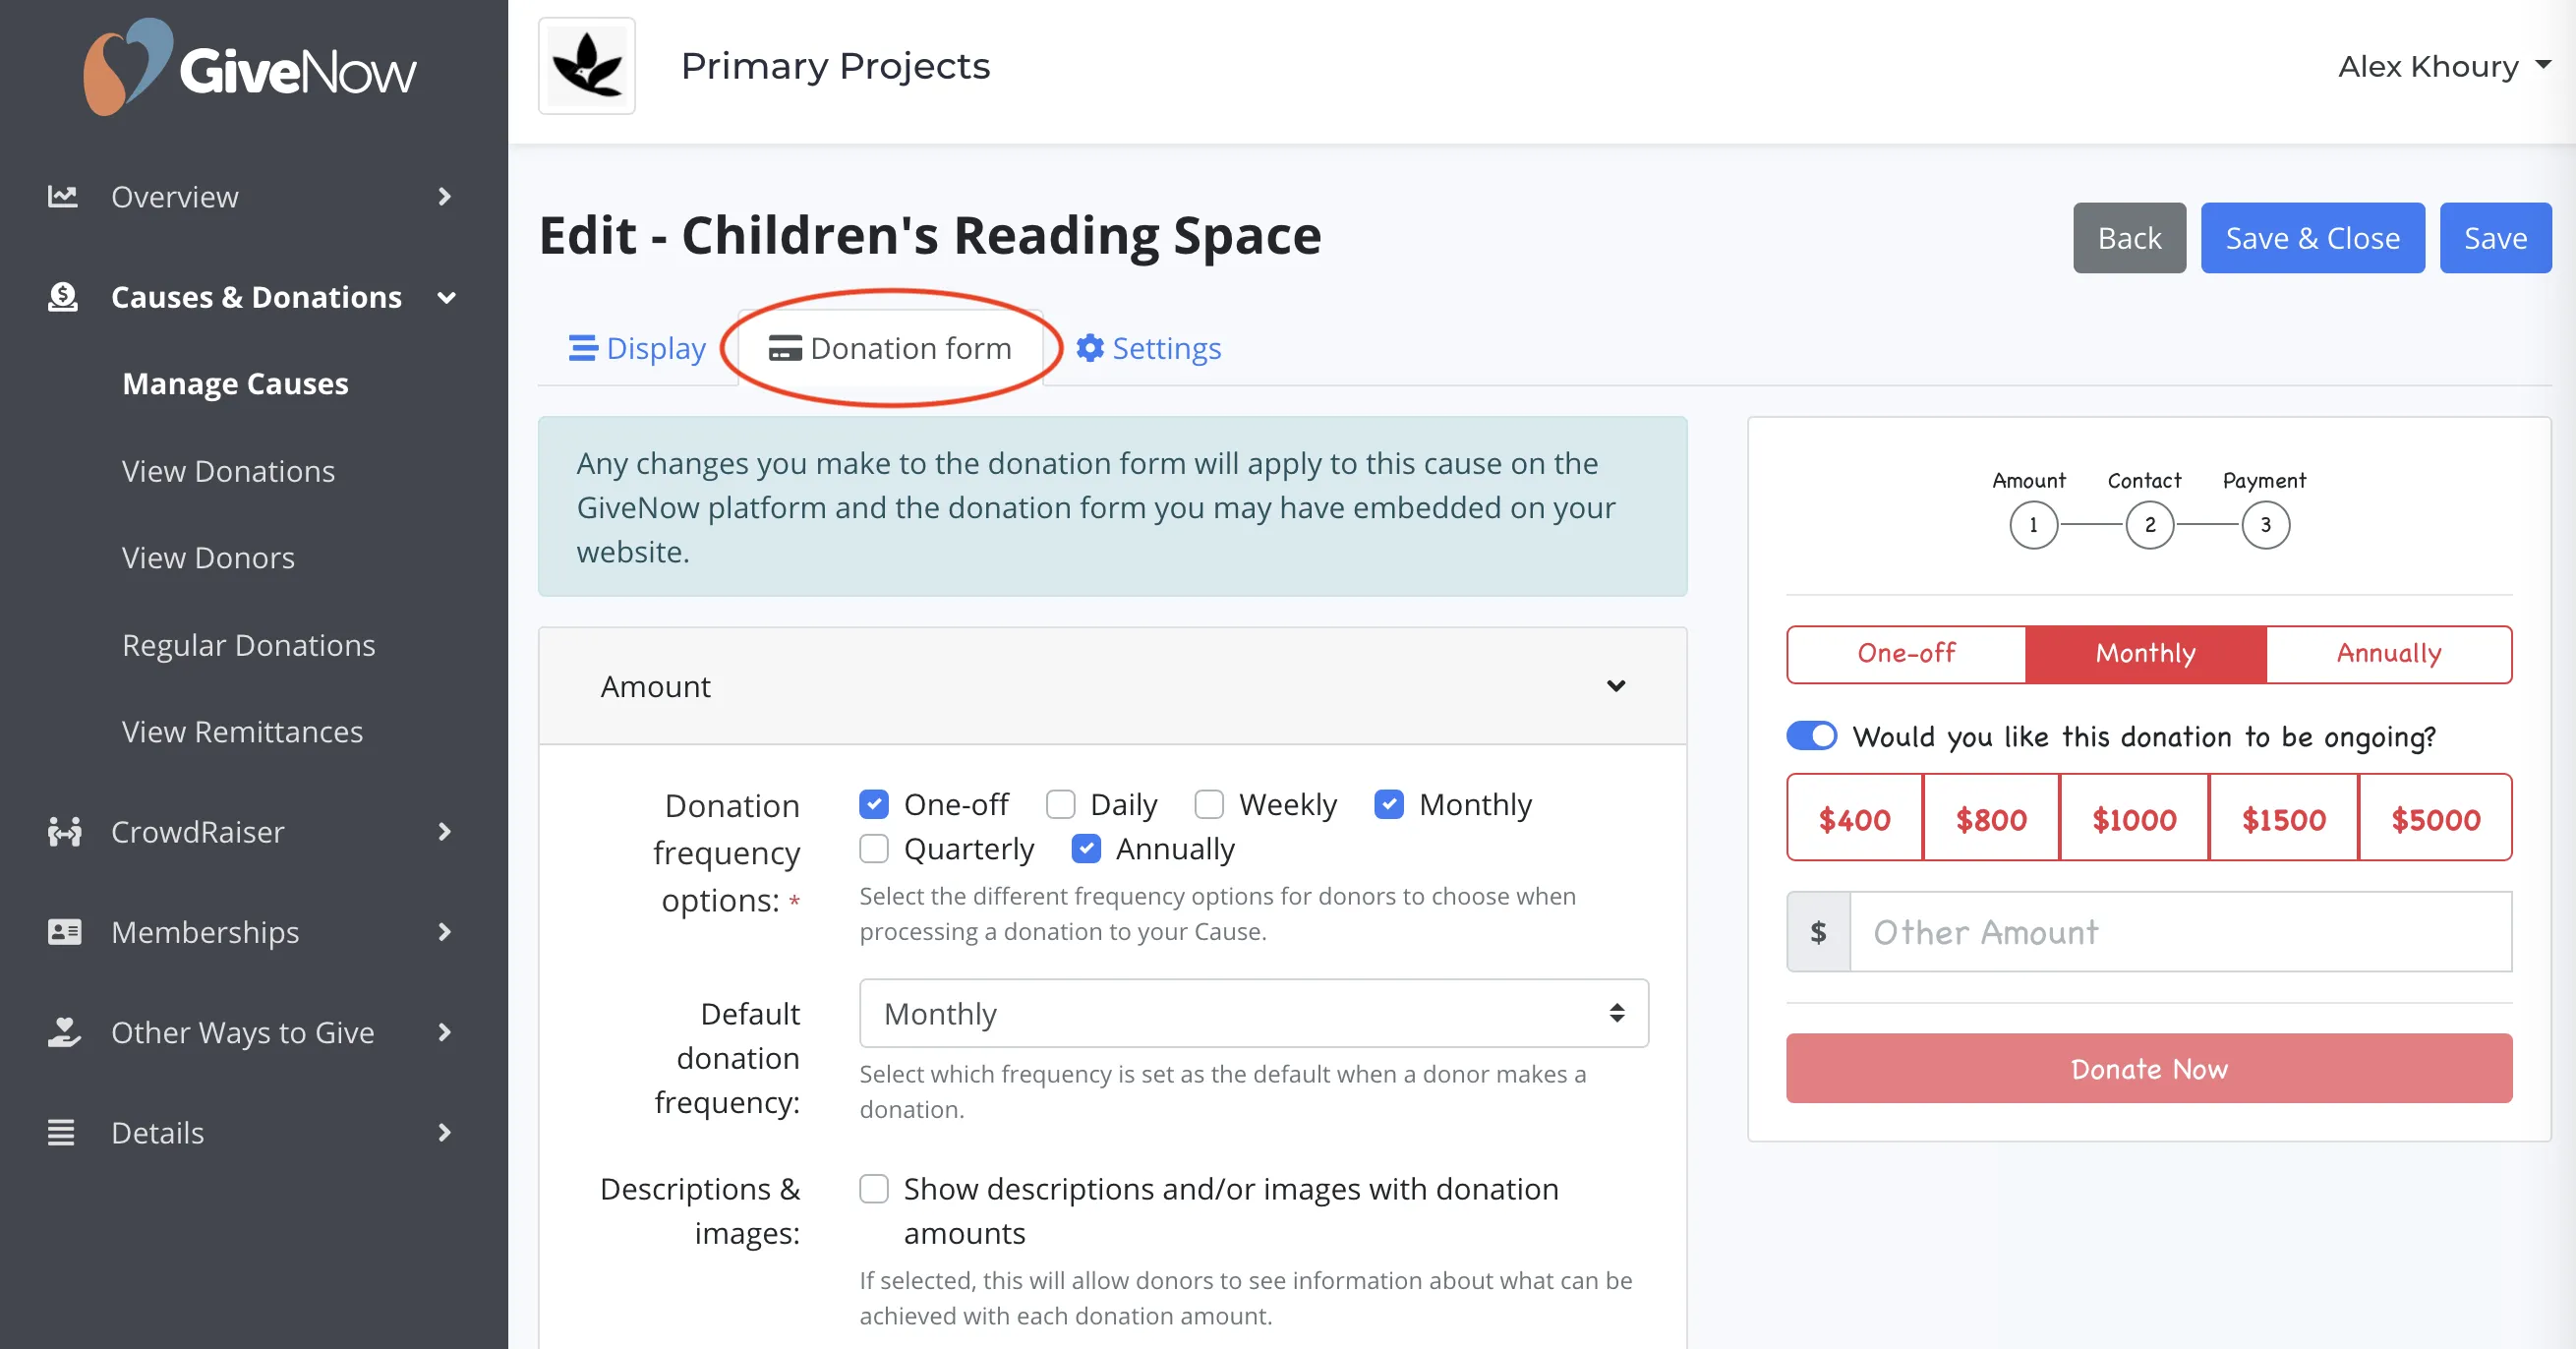 GiveNow
Primary Projects
Alex Khoury
Overview
Causes & Donations
Manage Causes
View Donations
View Donors
Regular Donations
View Remittances
CrowdRaiser
Memberships
Other Ways to Give
Details
Edit - Children's Reading Space
Back
Save & Close
Save
Display
Donation form
Settings
Any changes you make to the donation form will apply to this cause on the
GiveNow platform and the donation form you may have embedded on your
website.
Amount
Donation
frequency
options: *
One-off Daily Weekly Monthly
Quarterly Annually
Select the different frequency options for donors to choose when
processing a donation to your Cause.
Default
donation
frequency:
Monthly
Select which frequency is set as the default when a donor makes a
donation.
Descriptions &
images:
Show descriptions and/or images with donation
amounts
If selected, this will allow donors to see information about what can be
achieved with each donation amount.
Amount Contact Payment
1 2 3
One-off Monthly Annually
Would you like this donation to be ongoing?
$400 $800 $1000 $1500 $5000
$ Other Amount
Donate Now